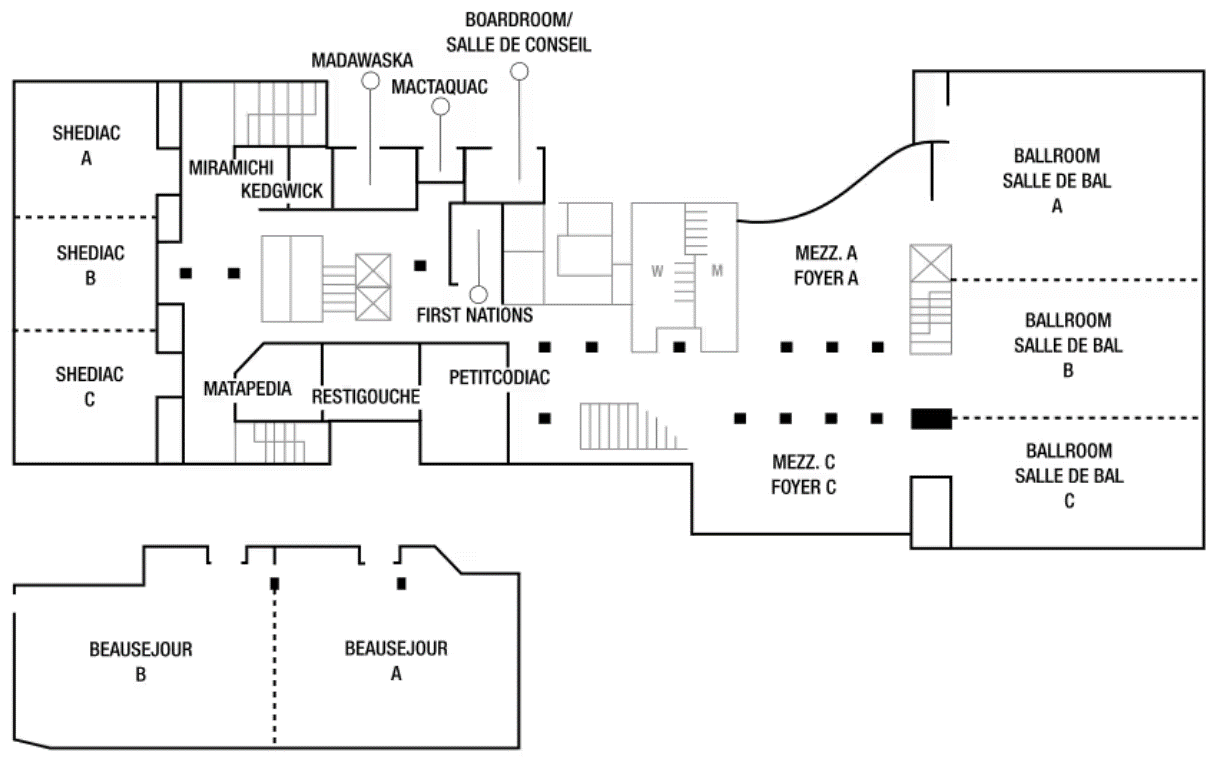 BOARDROOM/
SALLE DE CONSEIL
MADAWASKA
MACTAQUAC
SHEDIAC
A
MIRAMICHI
KEDGWICK
BALLROOM
SALLE DE BAL
A
SHEDIAC
B
W
M
MEZZ. A
FOYER A
FIRST NATIONS
BALLROOM
SALLE DE BAL
B
SHEDIAC
C
MATAPEDIA
RESTIGOUCHE
PETITCODIAC
MEZZ. C
FOYER C
BALLROOM
SALLE DE BAL
C
BEAUSEJOUR
B
BEAUSEJOUR
A